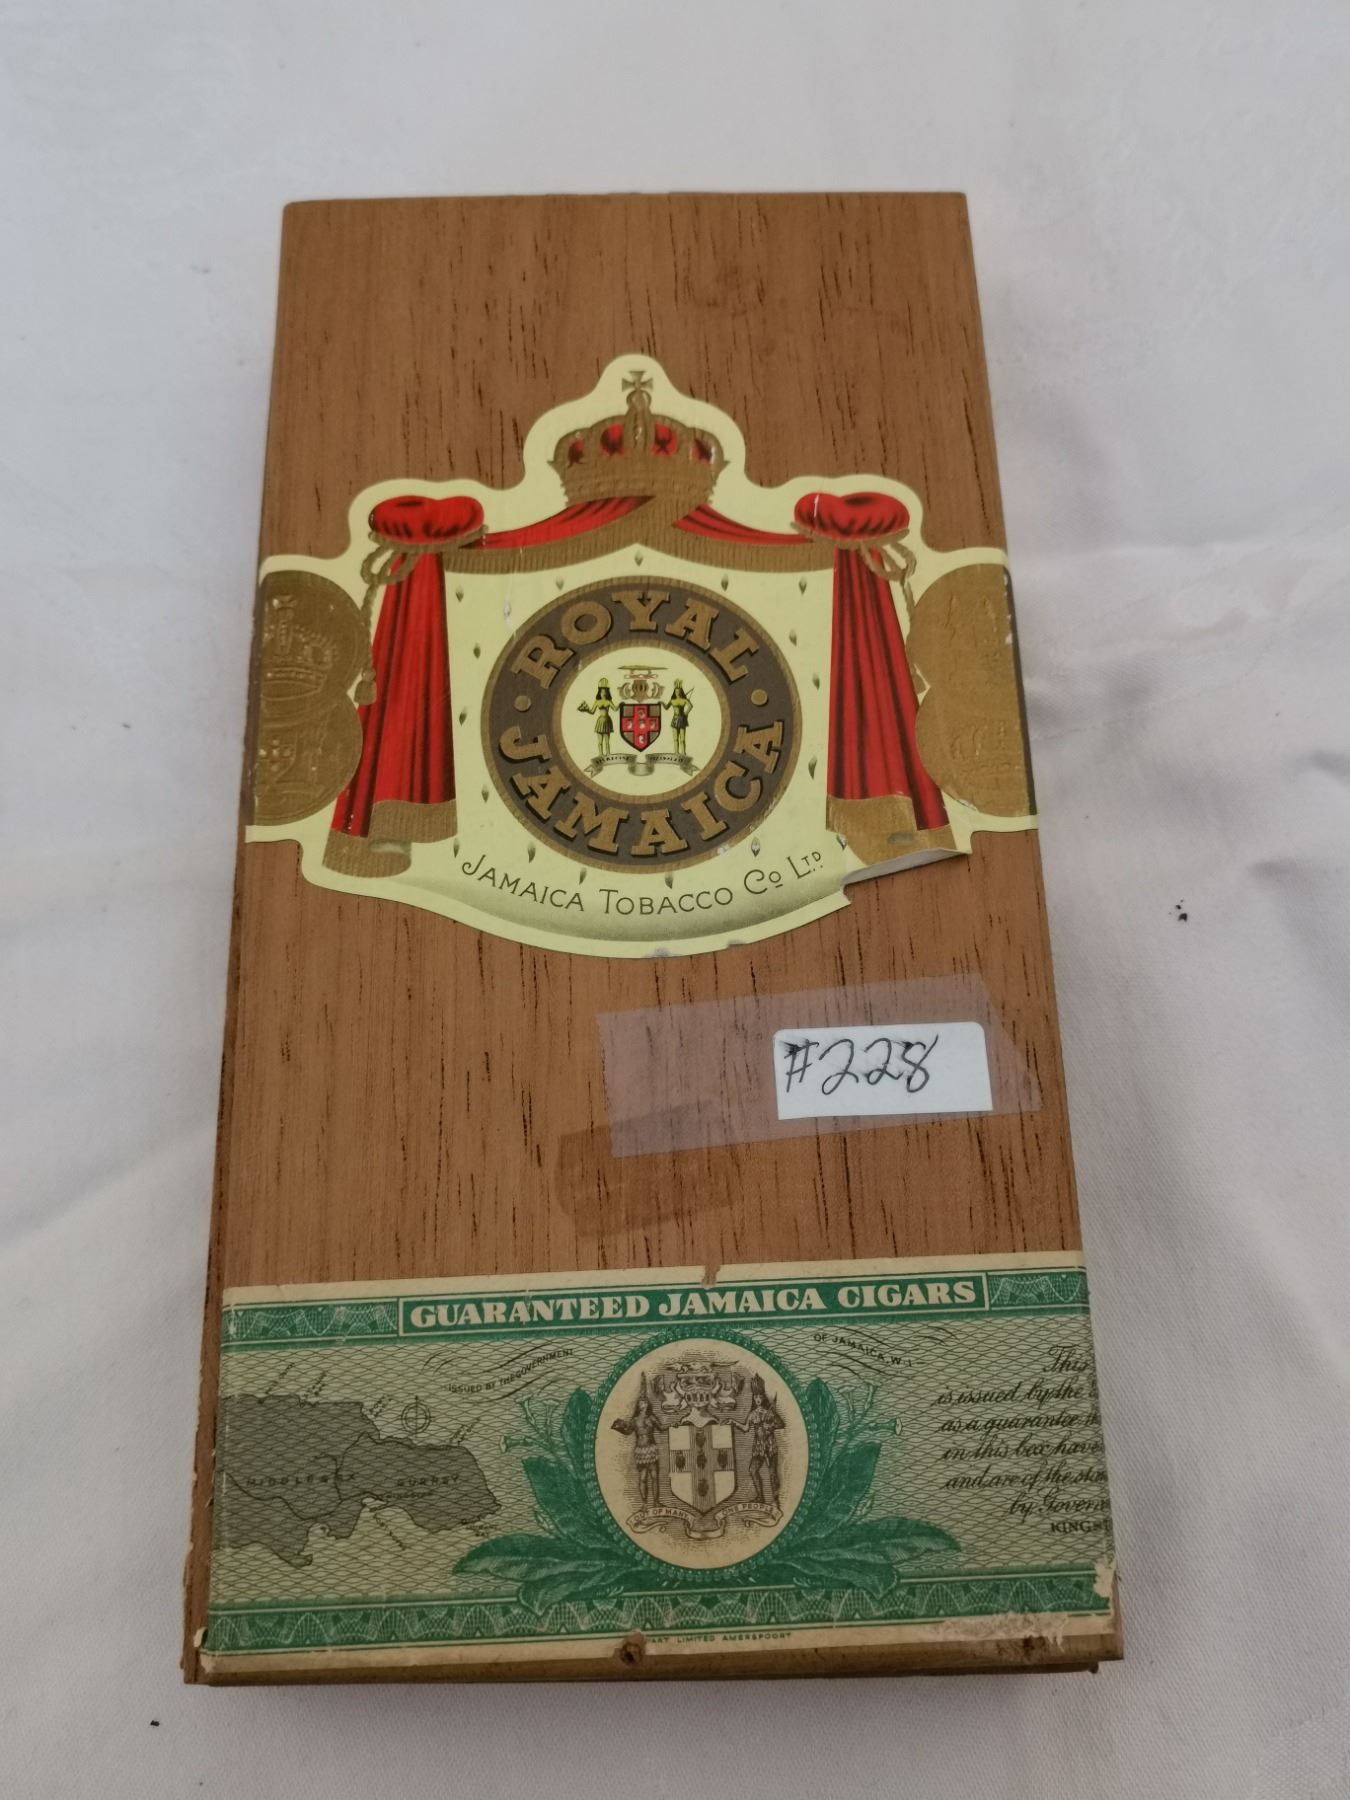 ROYAL
JAMAICA
JAMAICA TOBACCO CO LTD
#228
GUARANTEED JAMAICA CIGARS
ISSUED BY THE GOVERNMENT
OF JAMAICA, W.I.
This
is issued by the
as a guarantee
in this box have
and are of the
by
MIDDLESEX SURREY
OUT OF MANY ONE PEOPLE
LIMITED AMERSFOORT